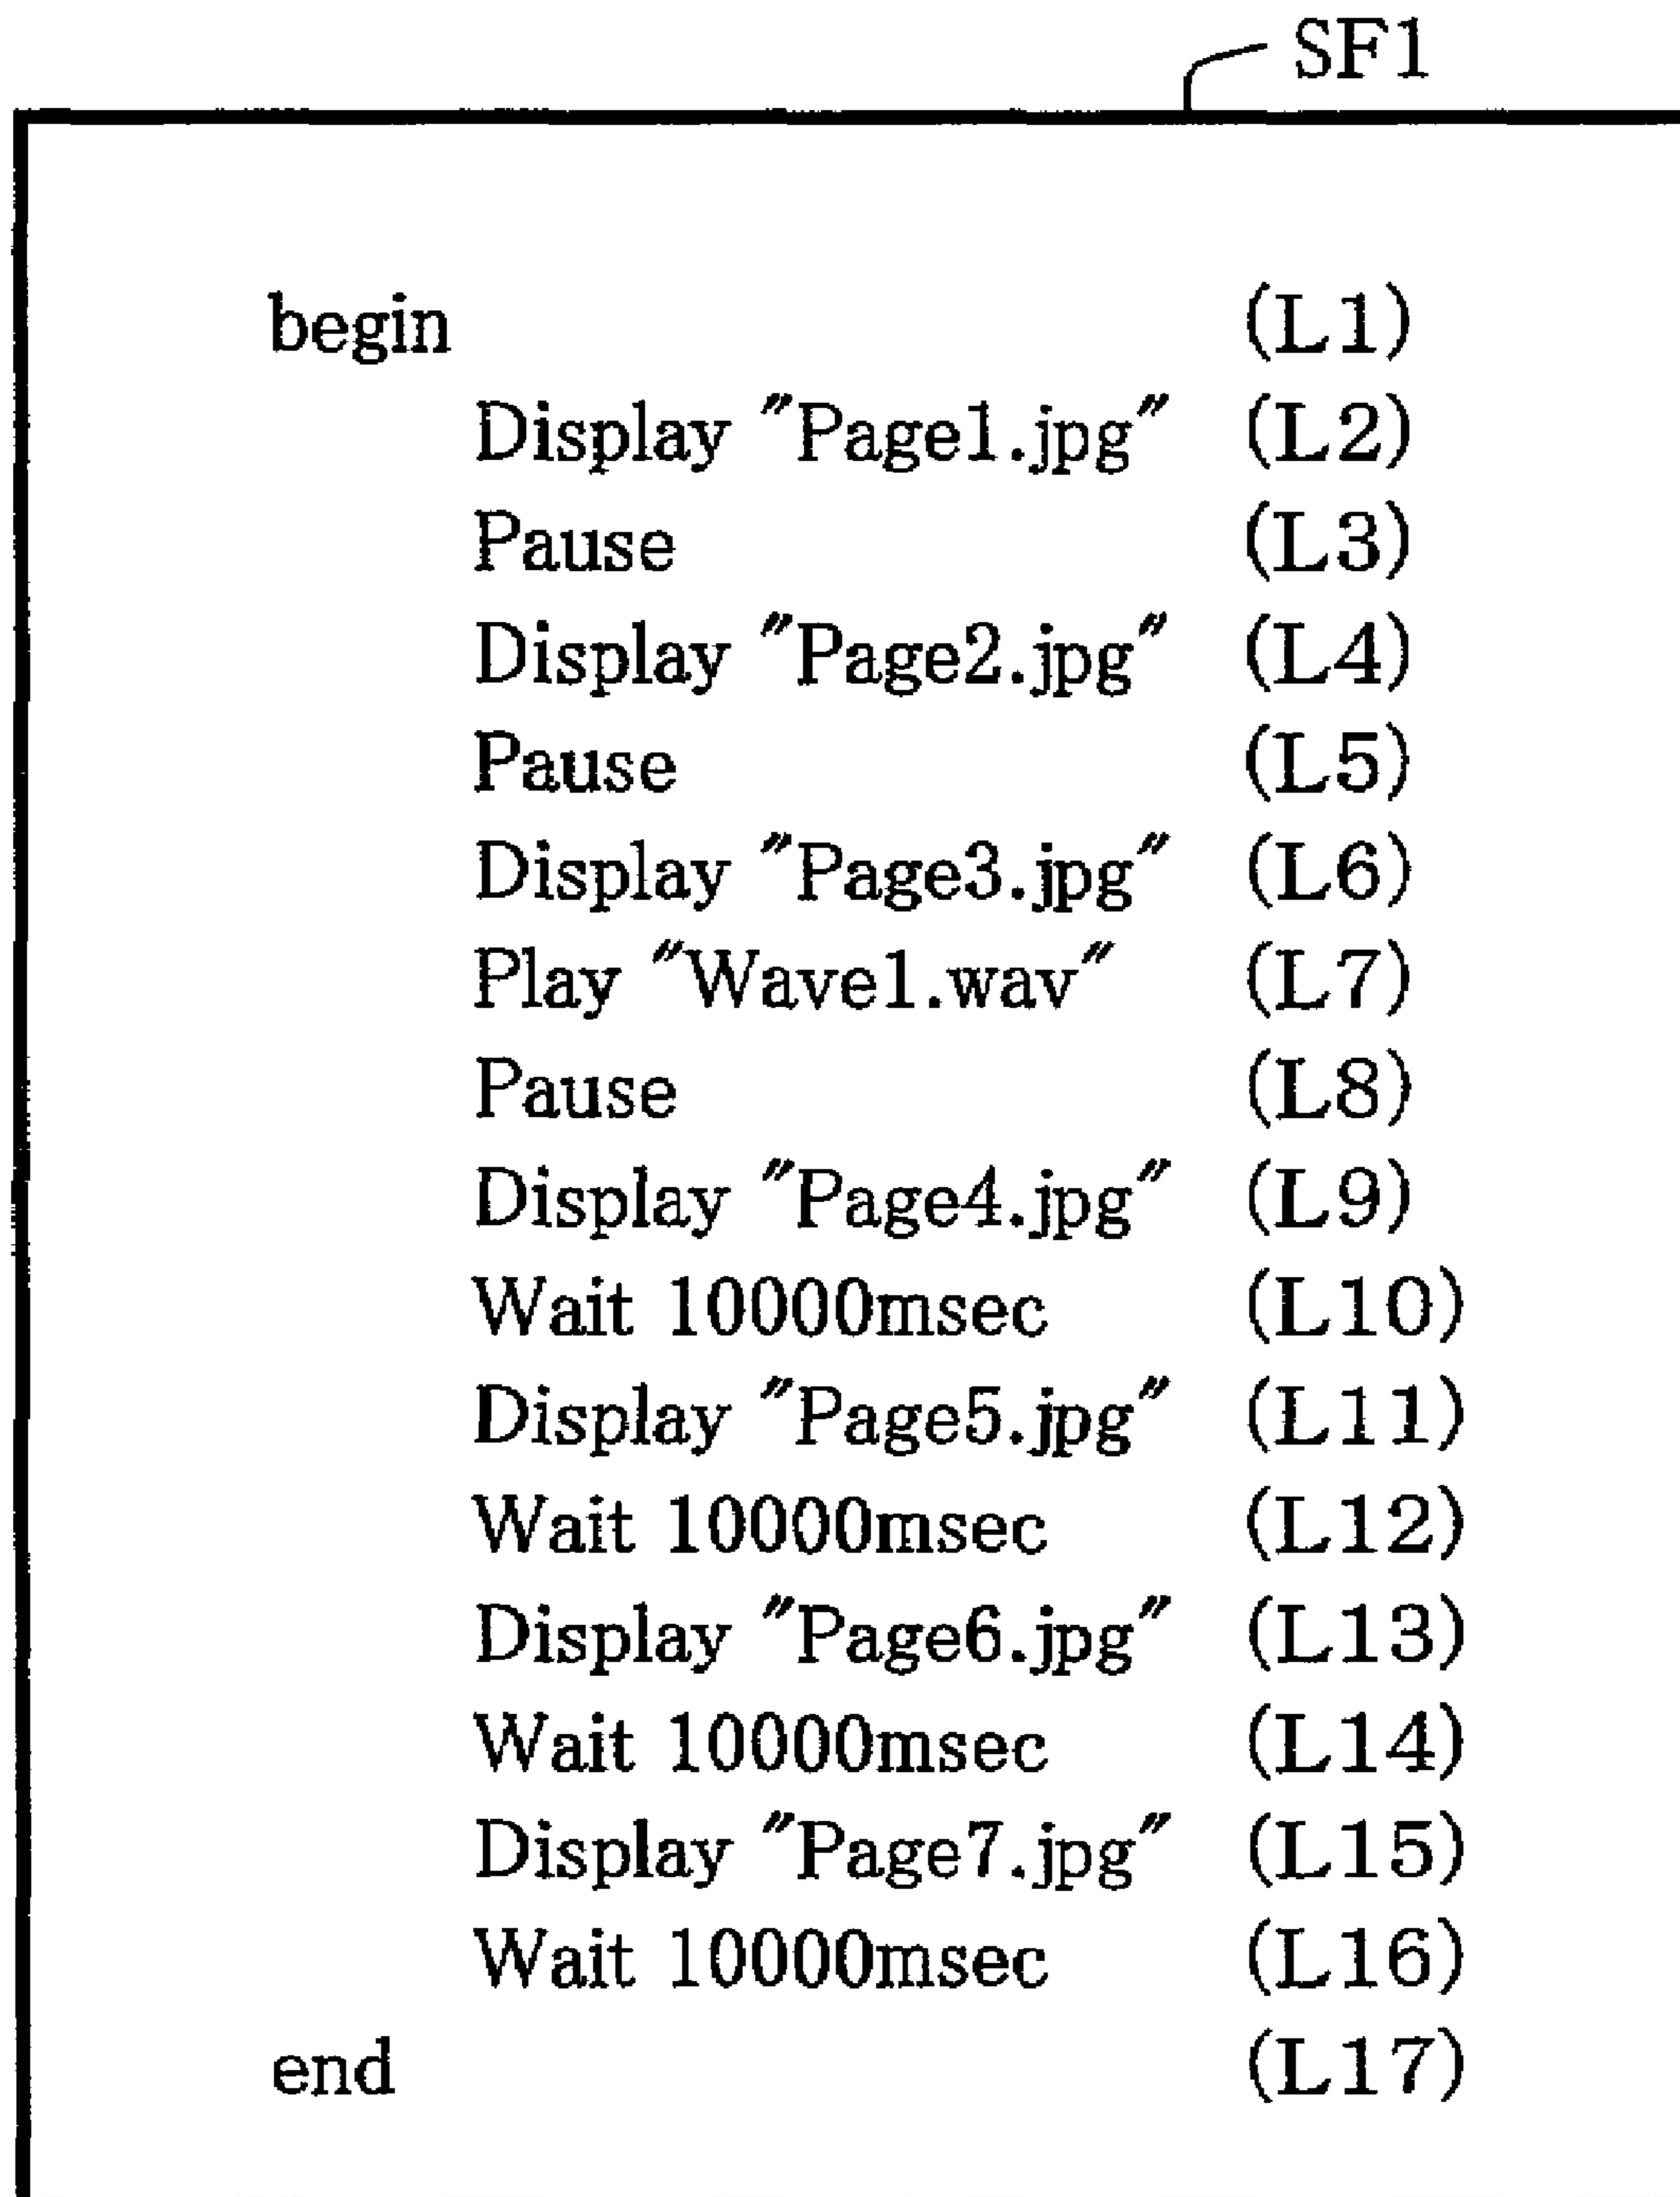 SF1
begin (L1)
Display "Page1.jpg" (L2)
Pause (L3)
Display "Page2.jpg" (L4)
Pause (L5)
Display "Page3.jpg" (L6)
Play "Wave1.wav" (L7)
Pause (L8)
Display "Page4.jpg" (L9)
Wait 10000msec (L10)
Display "Page5.jpg" (L11)
Wait 10000msec (L12)
Display "Page6.jpg" (L13)
Wait 10000msec (L14)
Display "Page7.jpg" (L15)
Wait 10000msec (L16)
end (L17)